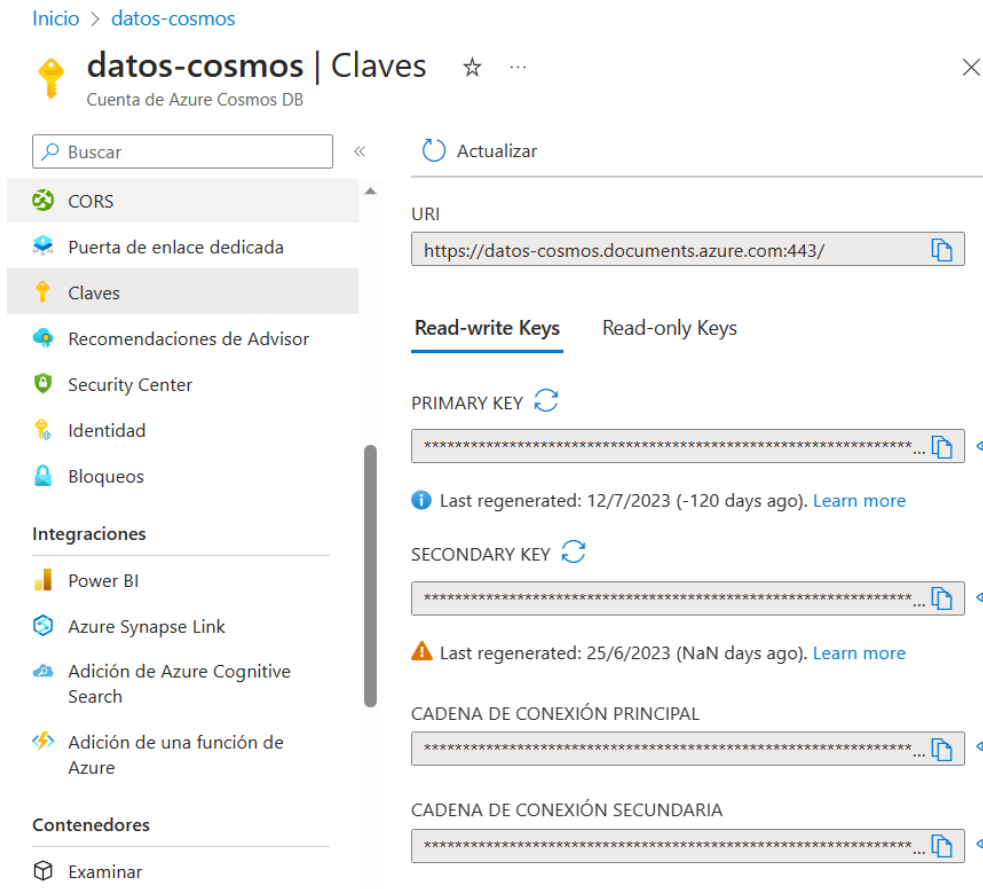 Inicio > datos-cosmos
datos-cosmos | Claves
Cuenta de Azure Cosmos DB
Buscar
CORS
Puerta de enlace dedicada
Claves
Recomendaciones de Advisor
Security Center
Identidad
Bloqueos
Integraciones
Power BI
Azure Synapse Link
Adición de Azure Cognitive
Search
Adición de una función de
Azure
Contenedores
Examinar
Actualizar
URI
https://datos-cosmos.documents.azure.com:443/
Read-write Keys Read-only Keys
PRIMARY KEY
****************************************************************...
Last regenerated: 12/7/2023 (-120 days ago). Learn more
SECONDARY KEY
****************************************************************...
Last regenerated: 25/6/2023 (NaN days ago). Learn more
CADENA DE CONEXIÓN PRINCIPAL
****************************************************************...
CADENA DE CONEXIÓN SECUNDARIA
****************************************************************...